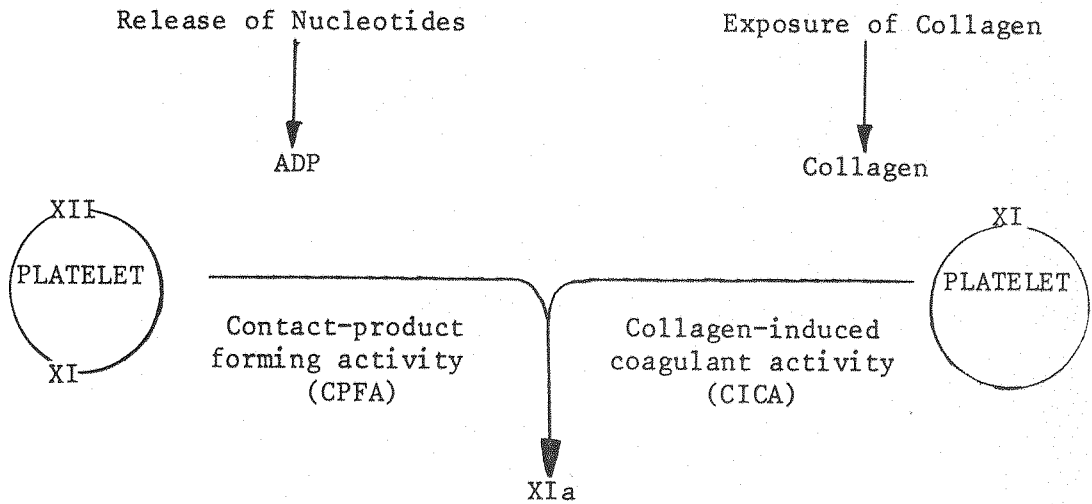 Release of Nucleotides
Exposure of Collagen
ADP
Collagen
XII
PLATELET
XI
XI
PLATELET
Contact-product
forming activity
(CPFA)
Collagen-induced
coagulant activity
(CICA)
XIa